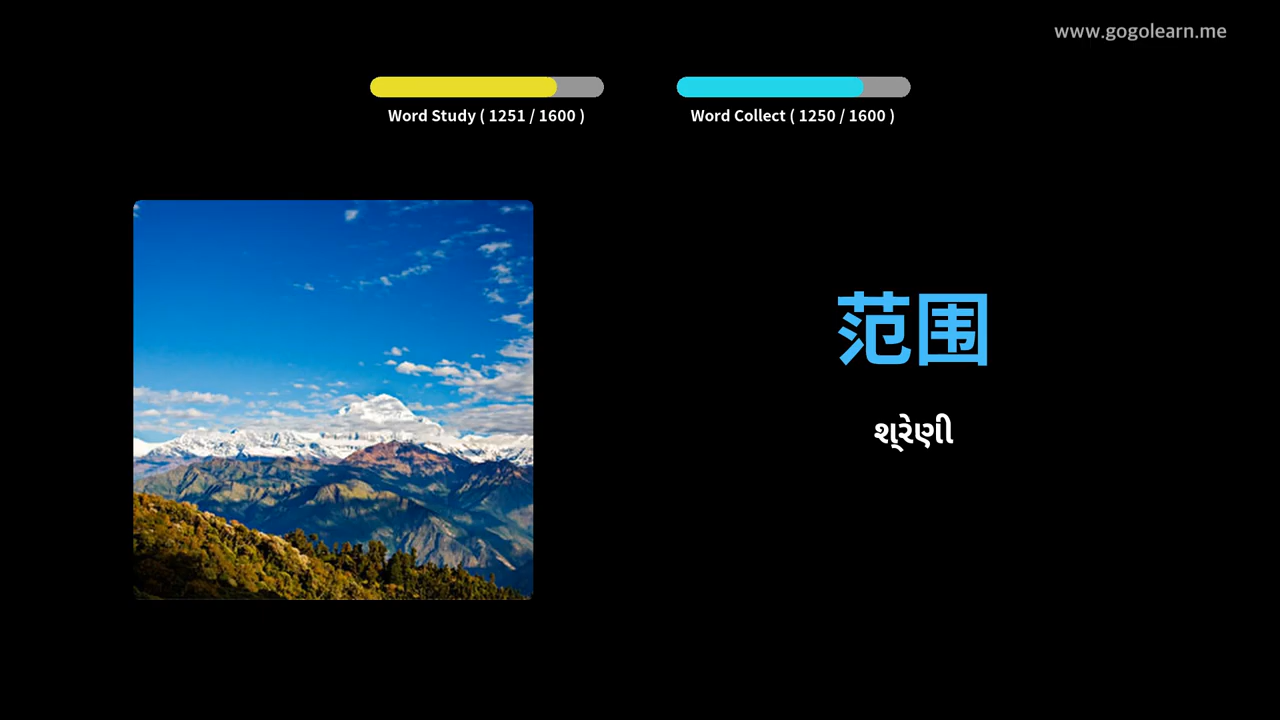 www.gogolearn.me
Word Study ( 1251 / 1600 )
Word Collect ( 1250 / 1600 )
范围
શ્રેણી